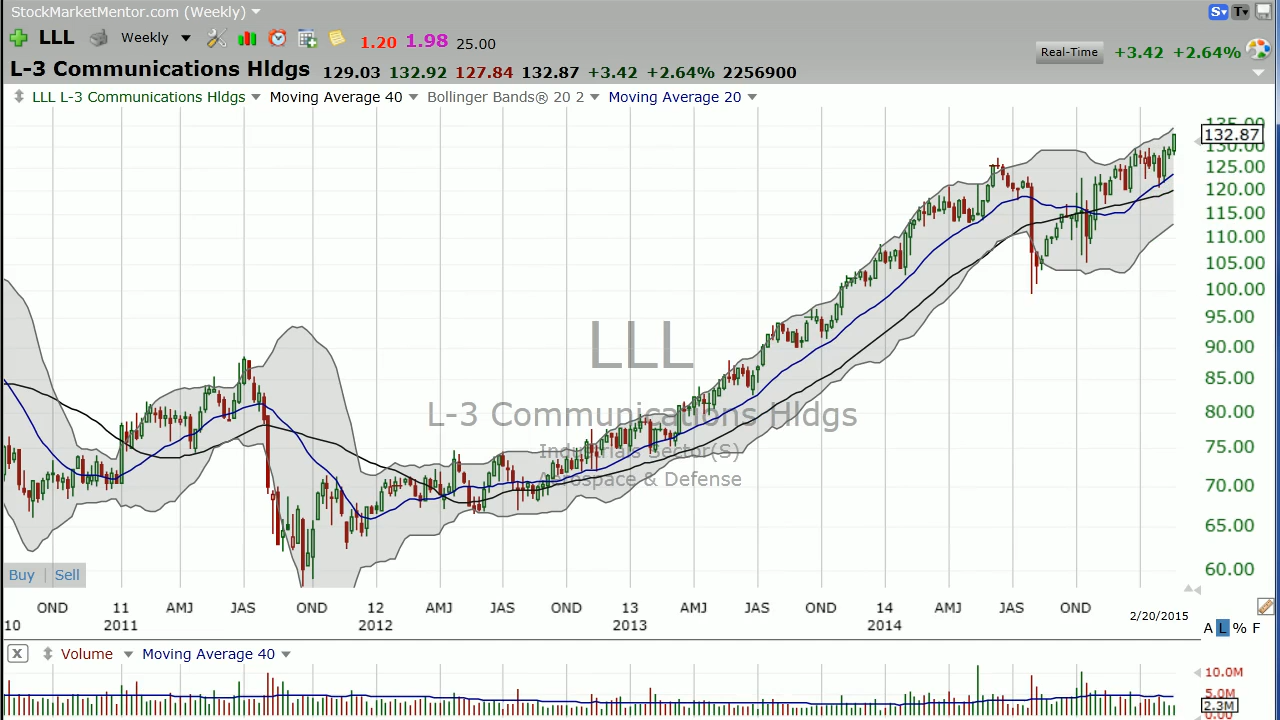 StockMarketMentor.com (Weekly)
S T
LLL Weekly 1.20 1.98 25.00
Real-Time +3.42 +2.64%
L-3 Communications Hldgs 129.03 132.92 127.84 132.87 +3.42 +2.64% 2256900
LLL L-3 Communications Hldgs Moving Average 40 Bollinger Bands® 20 2 Moving Average 20
135.00
132.87
130.00
125.00
120.00
115.00
110.00
105.00
100.00
95.00
90.00
85.00
80.00
75.00
70.00
65.00
60.00
LLL
L-3 Communications Hldgs
Industrials Sector(S)
Aerospace & Defense
Buy Sell
OND 11 AMJ JAS OND 12 AMJ JAS OND 13 AMJ JAS OND 14 AMJ JAS OND
10 2011 2012 2013 2014
2/20/2015
A L % F
X Volume Moving Average 40
10.0M
5.0M
2.3M
0.00